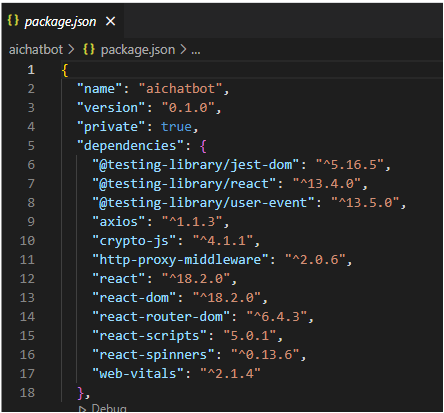 {} package.json ×
aichatbot > {} package.json > ...
1 {
2 "name": "aichatbot",
3 "version": "0.1.0",
4 "private": true,
5 "dependencies": {
6 "@testing-library/jest-dom": "^5.16.5",
7 "@testing-library/react": "^13.4.0",
8 "@testing-library/user-event": "^13.5.0",
9 "axios": "^1.1.3",
10 "crypto-js": "^4.1.1",
11 "http-proxy-middleware": "^2.0.6",
12 "react": "^18.2.0",
13 "react-dom": "^18.2.0",
14 "react-router-dom": "^6.4.3",
15 "react-scripts": "5.0.1",
16 "react-spinners": "^0.13.6",
17 "web-vitals": "^2.1.4"
18 },
Debug